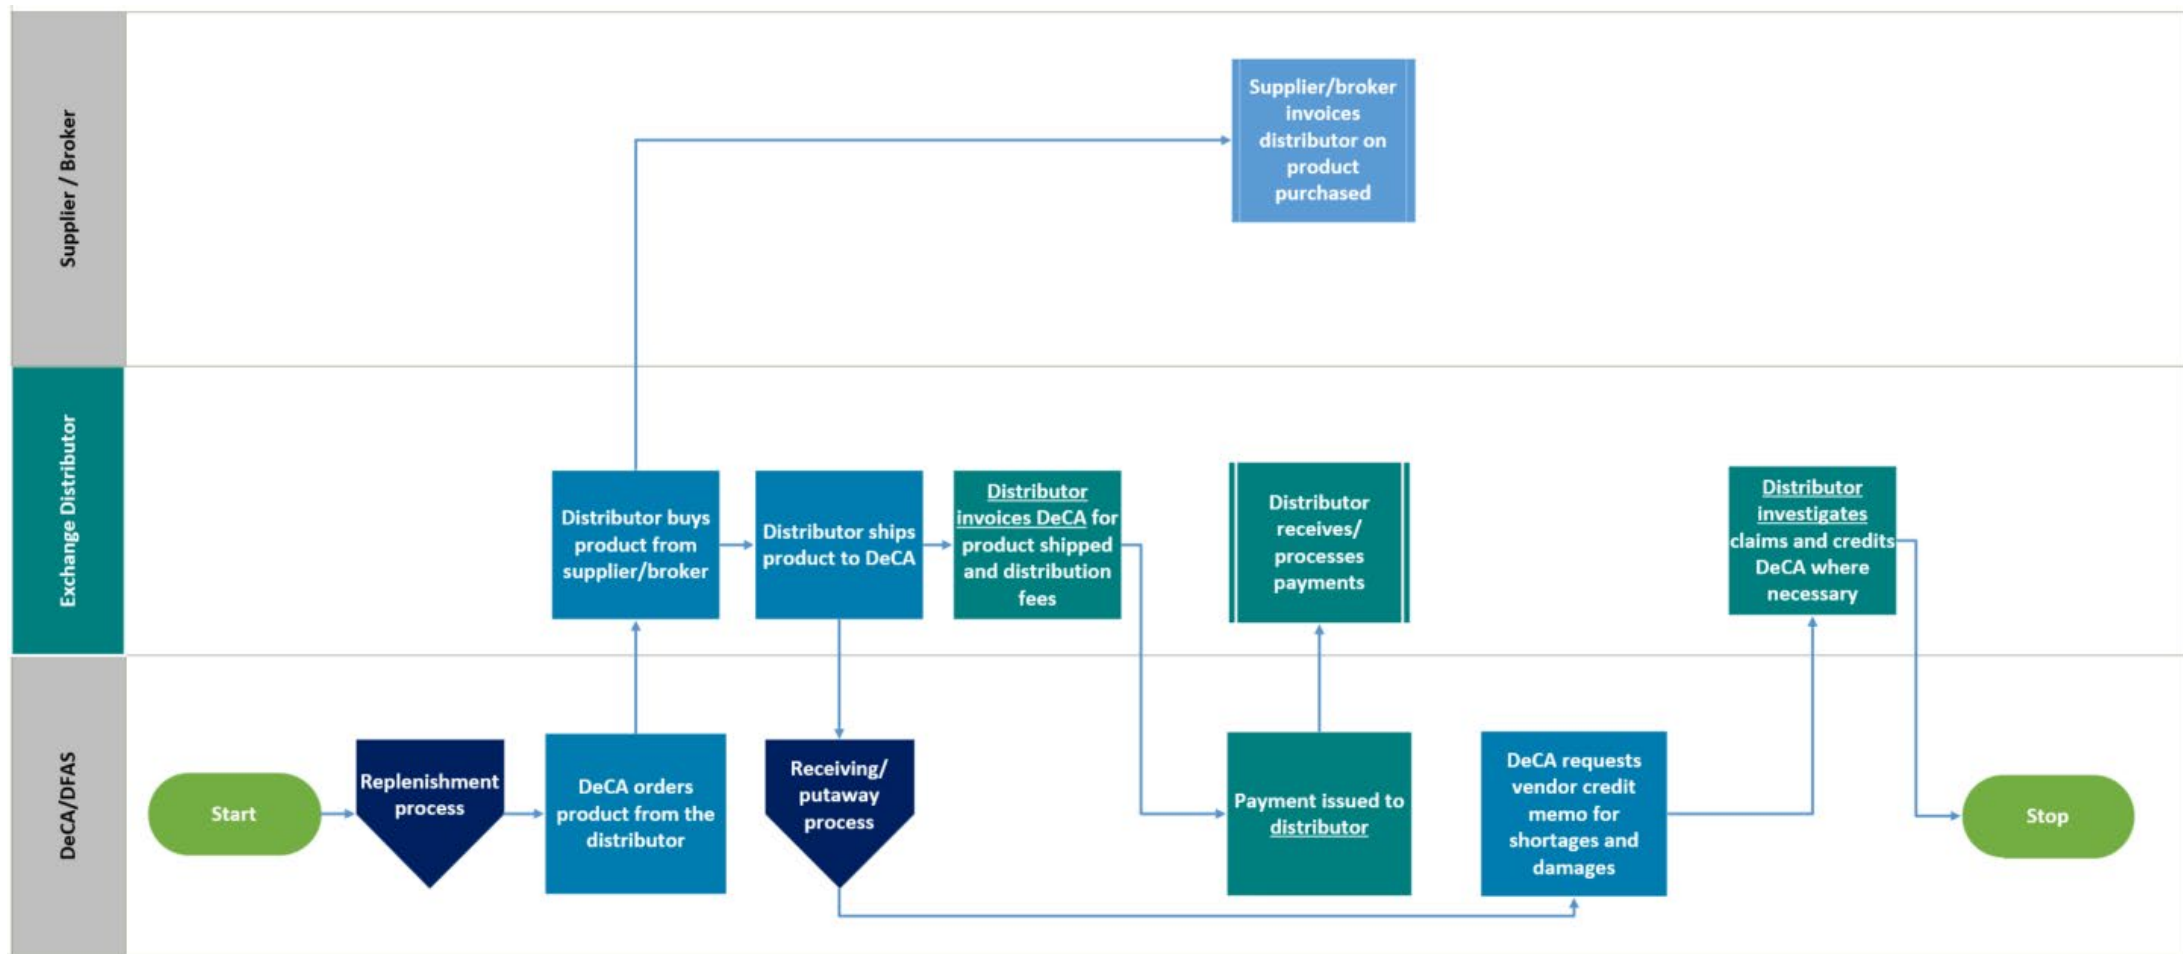 Supplier / Broker
Supplier/broker
invoices
distributor on
product
purchased
Exchange Distributor
Distributor buys
product from
supplier/broker
Distributor ships
product to DeCA
Distributor
invoices DeCA for
product shipped
and distribution
fees
Distributor
receives/
processes
payments
Distributor
investigates
claims and credits
DeCA where
necessary
DeCA/DFAS
Start
Replenishment
process
DeCA orders
product from the
distributor
Receiving/
putaway
process
Payment issued to
distributor
DeCA requests
vendor credit
memo for
shortages and
damages
Stop